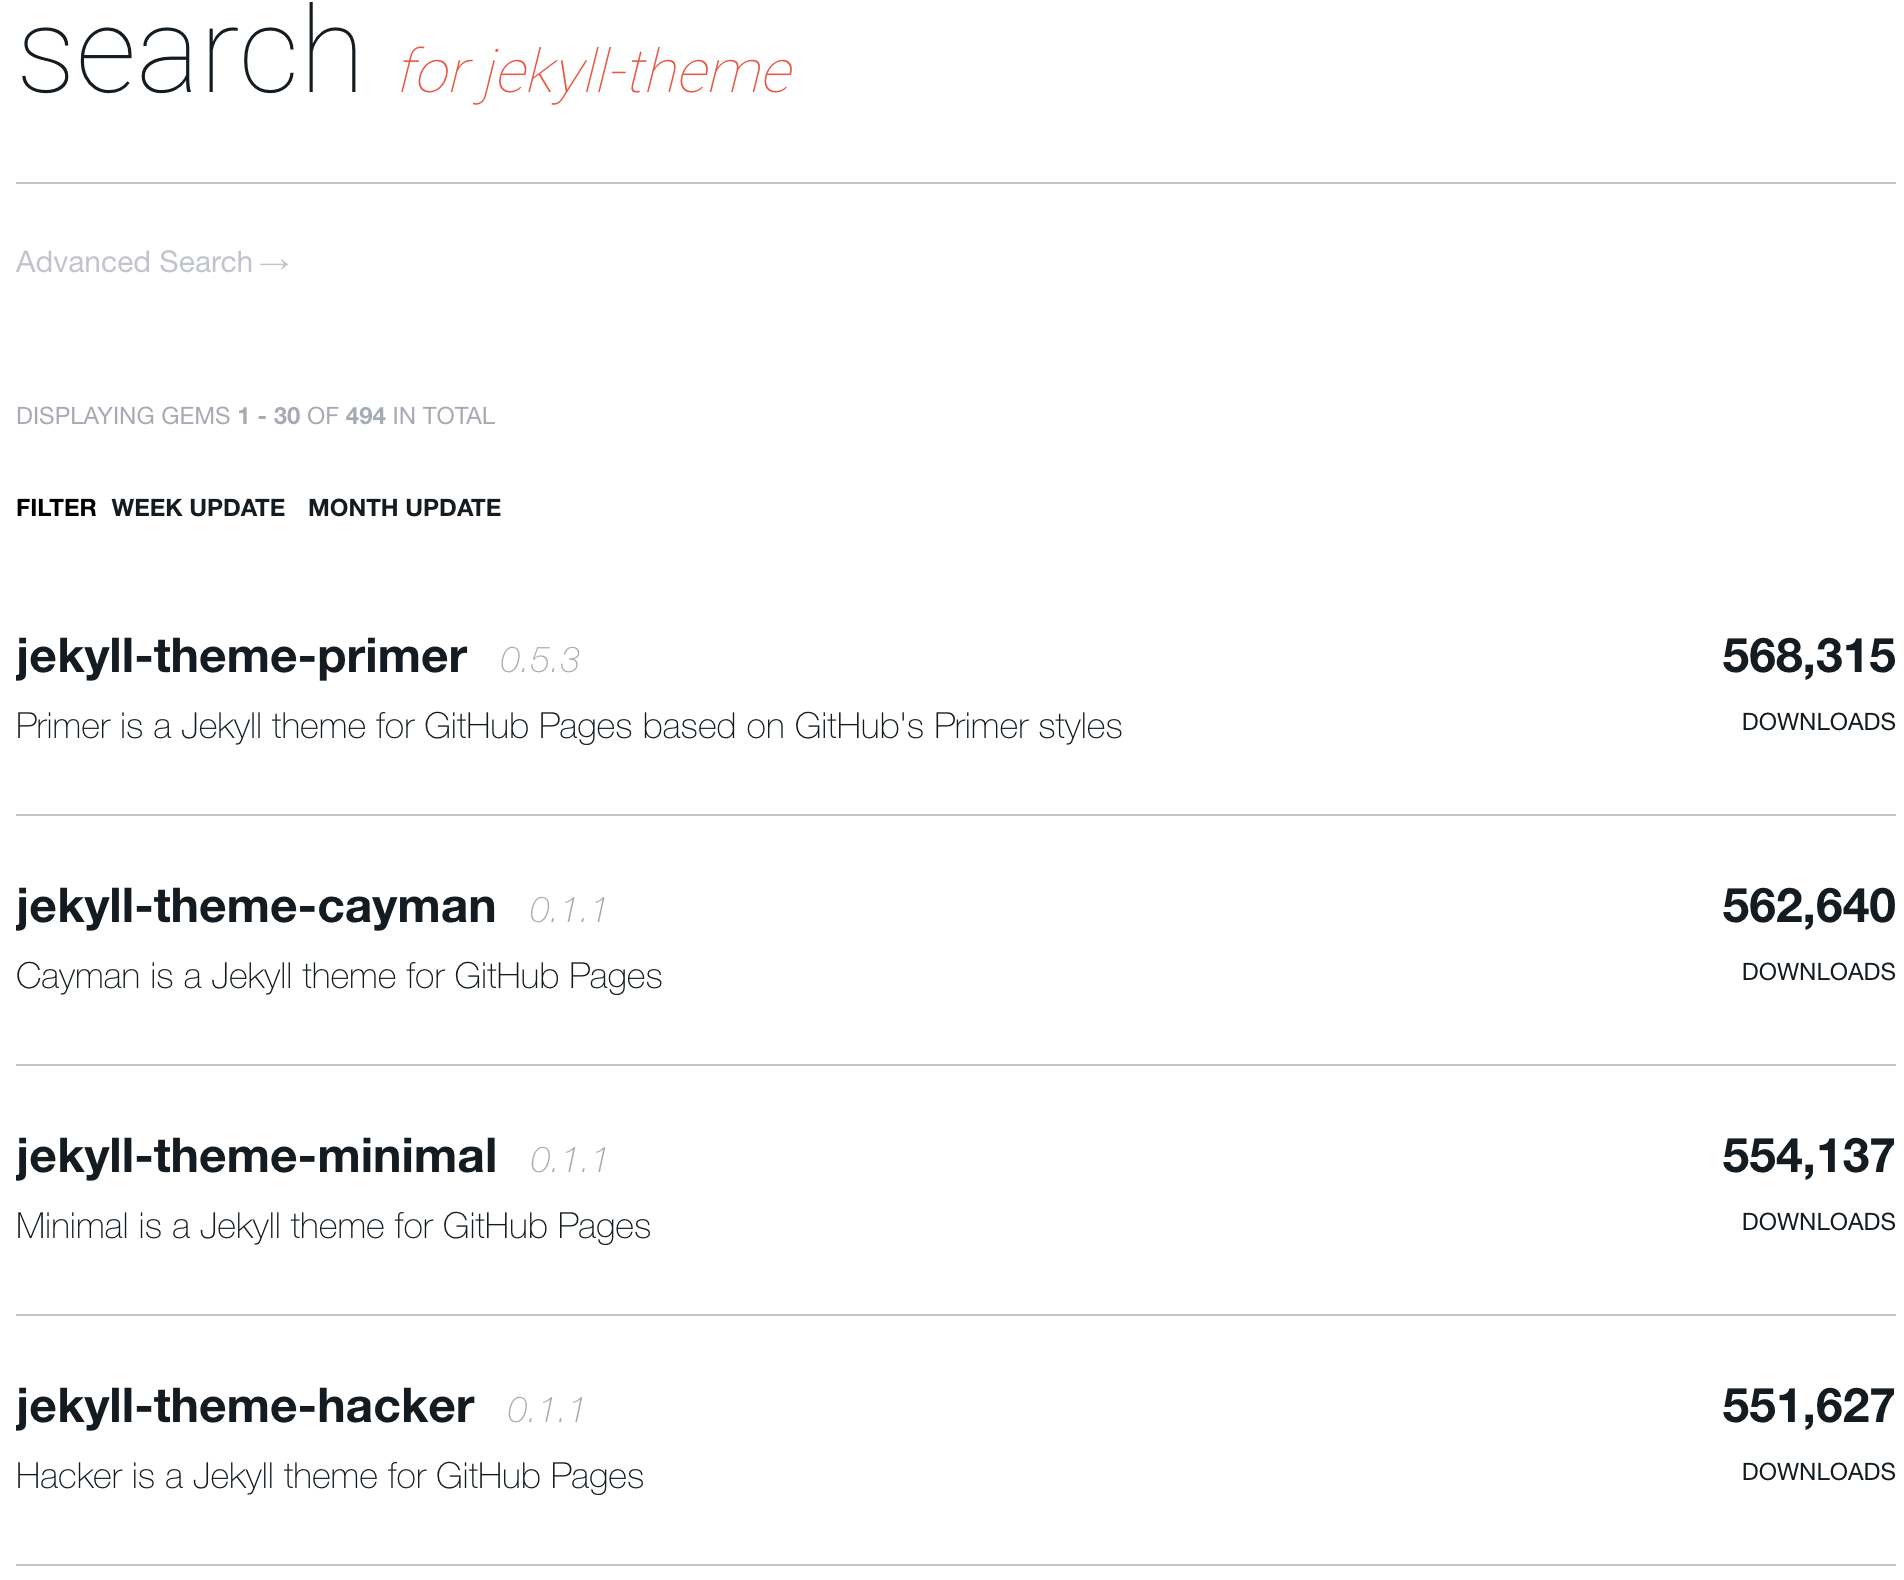 search for jekyll-theme
Advanced Search →
DISPLAYING GEMS 1 - 30 OF 494 IN TOTAL
FILTER WEEK UPDATE MONTH UPDATE
jekyll-theme-primer 0.5.3 568,315
Primer is a Jekyll theme for GitHub Pages based on GitHub's Primer styles DOWNLOADS
jekyll-theme-cayman 0.1.1 562,640
Cayman is a Jekyll theme for GitHub Pages DOWNLOADS
jekyll-theme-minimal 0.1.1 554,137
Minimal is a Jekyll theme for GitHub Pages DOWNLOADS
jekyll-theme-hacker 0.1.1 551,627
Hacker is a Jekyll theme for GitHub Pages DOWNLOADS